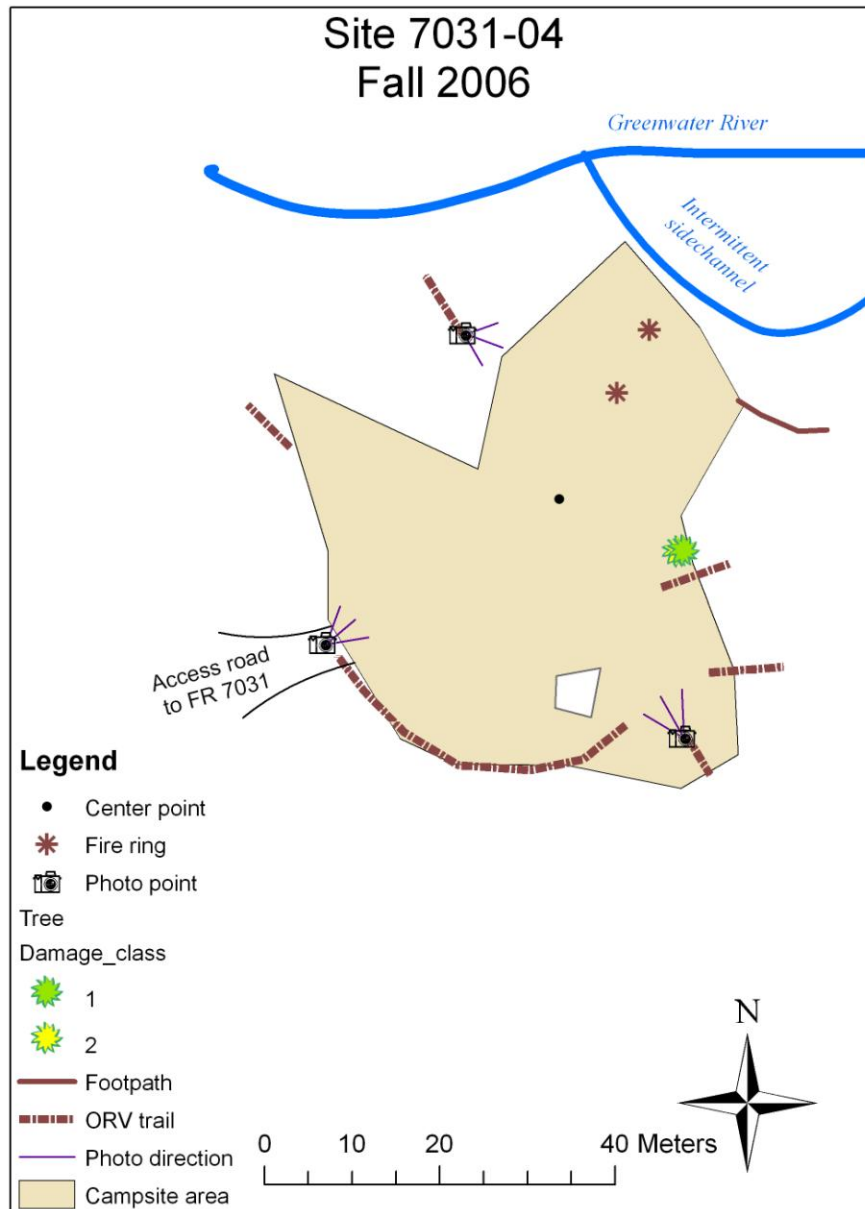 Site 7031-04
Fall 2006
Greenwater River
Intermittent
sidechannel
Access road
to FR 7031
Legend
Center point
Fire ring
Photo point
Tree
Damage_class
1
2
Footpath
ORV trail
Photo direction
Campsite area
N
0 10 20 40 Meters